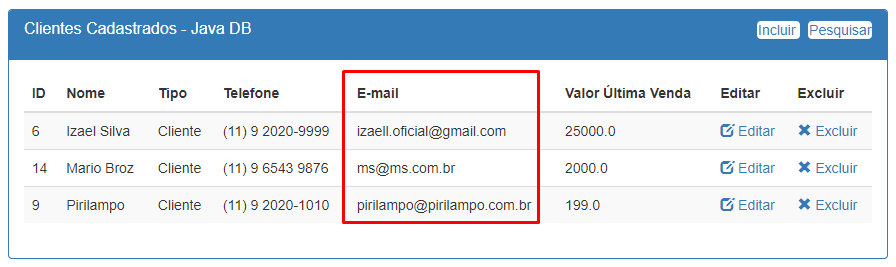 Clientes Cadastrados - Java DB Incluir Pesquisar
ID Nome Tipo Telefone E-mail Valor Última Venda Editar Excluir
6 Izael Silva Cliente (11) 9 2020-9999 izaell.oficial@gmail.com 25000.0 Editar Excluir
14 Mario Broz Cliente (11) 9 6543 9876 ms@ms.com.br 2000.0 Editar Excluir
9 Pirilampo Cliente (11) 9 2020-1010 pirilampo@pirilampo.com.br 199.0 Editar Excluir